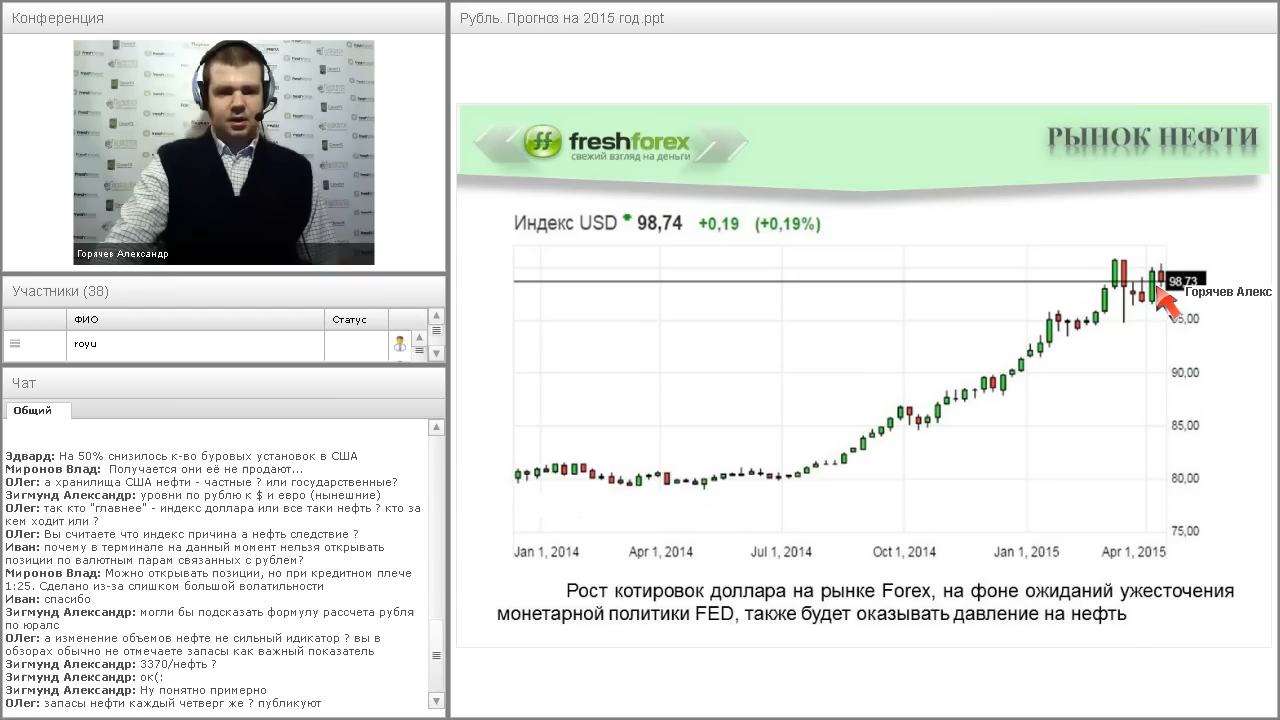 Конференция
Горячев Александр
Участники (38)
ФИО
Статус
royu
Чат
Общий
Эдвард: На 50% снизился к-во буровых установок в США
Миронов Влад: Полугается они её не продают...
ОЛег: США нефти - частные ? или государственные?
Зигмунд Александр: уровни по рублю к $ и евро (нынешние)
ОЛег: так кто "главнее" - индекс доллара или все таки нефть ? кто за
кем ходит или ?
ОЛег: Вы считаете что индекс причина а нефть следствие ?
Иван: почему в терминале на данный момент нельзя открывать
позиции по валютным парам связанных с рублем?
Миронов Влад: Можно открывать позиции, но при кредитном плече
1:25. Сделано из-за слишком большой волатильности
Иван: спасибо
Зигмунд Александр: могли бы подсказать формулу рассчета рубля
по юралс
ОЛег: а изменение объемов нефте не сильный идикатор ? вы в
обзорах обычно не отмечаете запасы как важный показатель
Зигмунд Александр: 3370/нефть ?
Зигмунд Александр: ок(:
Зигмунд Александр: Ну понятно примерно
ОЛег: запасы нефти каждый четверг же ? публикуют
Рубль. Прогноз на 2015 год.ppt
freshforex
свежий взгляд на деньги
РЫНОК НЕФТИ
Индекс USD 98,74 +0,19 (+0,19%)
98,73
Горячев Алекс
95,00
90,00
85,00
80,00
75,00
Jan 1, 2014 Apr 1, 2014 Jul 1, 2014 Oct 1, 2014 Jan 1, 2015 Apr 1, 2015
Рост котировок доллара на рынке Forex, на фоне ожиданий ужесточения
монетарной политики FED, также будет оказывать давление на нефть